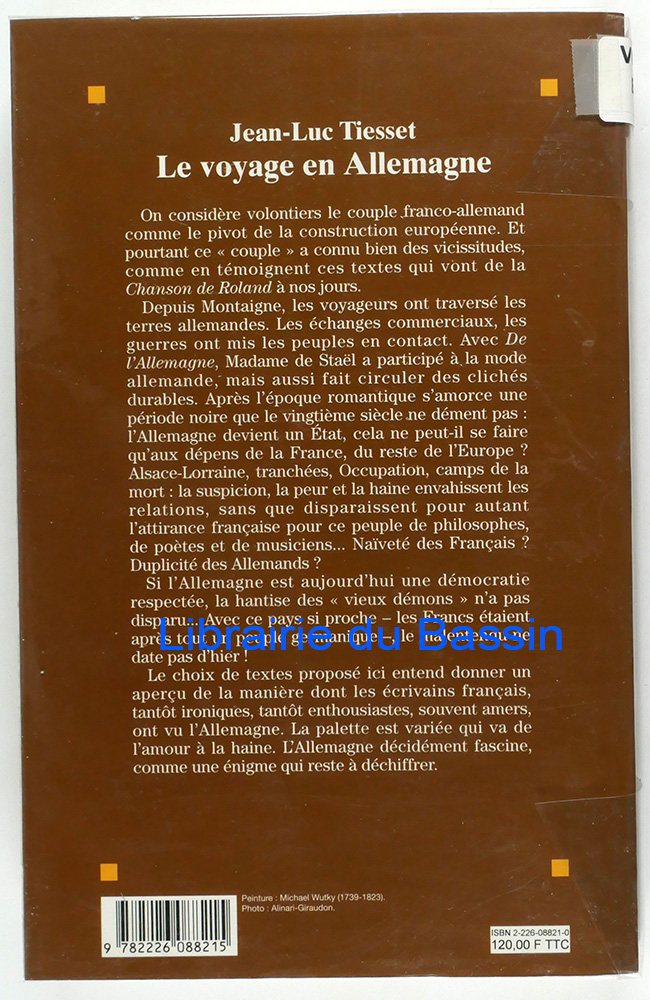 V
Jean-Luc Tiesset
Le voyage en Allemagne
On considère volontiers le couple franco-allemand
comme le pivot de la construction européenne. Et
pourtant ce « couple » a connu bien des vicissitudes,
comme en témoignent ces textes qui vont de la
Chanson de Roland à nos jours.
Depuis Montaigne, les voyageurs ont traversé les
terres allemandes. Les échanges commerciaux, les
guerres ont mis les peuples en contact. Avec De
l'Allemagne, Madame de Staël a participé à la mode
allemande, mais aussi fait circuler des clichés
durables. Après l'époque romantique s'amorce une
période noire que le vingtième siècle ne dément pas :
l'Allemagne devient un État, cela ne peut-il se faire
qu'aux dépens de la France, du reste de l'Europe ?
Alsace-Lorraine, tranchées, Occupation, camps de la
mort : la suspicion, la peur et la haine envahissent les
relations, sans que disparaissent pour autant
l'attirance française pour ce peuple de philosophes,
de poètes et de musiciens... Naïveté des Français ?
Duplicité des Allemands ?
Si l'Allemagne est aujourd'hui une démocratie
respectée, la hantise des « vieux démons » n'a pas
disparu... Avec ce pays si proche – les Francs étaient
après tout un peuple germanique –, le malentendu ne
Librairie du Bassin
date pas d'hier !
Le choix de textes proposé ici entend donner un
aperçu de la manière dont les écrivains français,
tantôt ironiques, tantôt enthousiastes, souvent amers,
ont vu l'Allemagne. La palette est variée qui va de
l'amour à la haine. L'Allemagne décidément fascine,
comme une énigme qui reste à déchiffrer.
Peinture : Michael Wutky (1739-1823).
Photo : Alinari-Giraudon.
9 782226 088215
ISBN 2-226-08821-0
120,00 F TTC